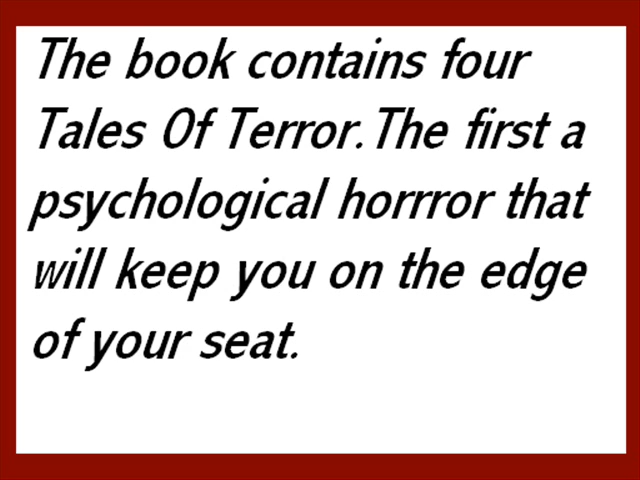 The book contains four
Tales Of Terror.The first a
psychological horrror that
will keep you on the edge
of your seat.